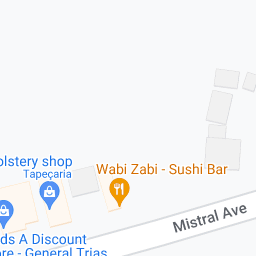 olstery shop
Tapeçaria
Wabi Zabi - Sushi Bar
Mistral Ave
ds A Discount
re - General Trias